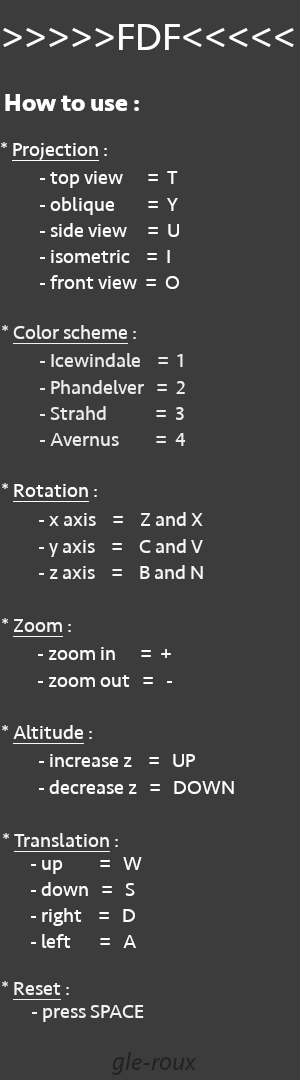 >>>>>FDF<<<<<
How to use :
* Projection :
- top view = T
- oblique = Y
- side view = U
- isometric = I
- front view = O
* Color scheme :
- Icewindale = 1
- Phandelver = 2
- Strahd = 3
- Avernus = 4
* Rotation :
- x axis = Z and X
- y axis = C and V
- z axis = B and N
* Zoom :
- zoom in = +
- zoom out = -
* Altitude :
- increase z = UP
- decrease z = DOWN
* Translation :
- up = W
- down = S
- right = D
- left = A
* Reset :
- press SPACE
gle-roux